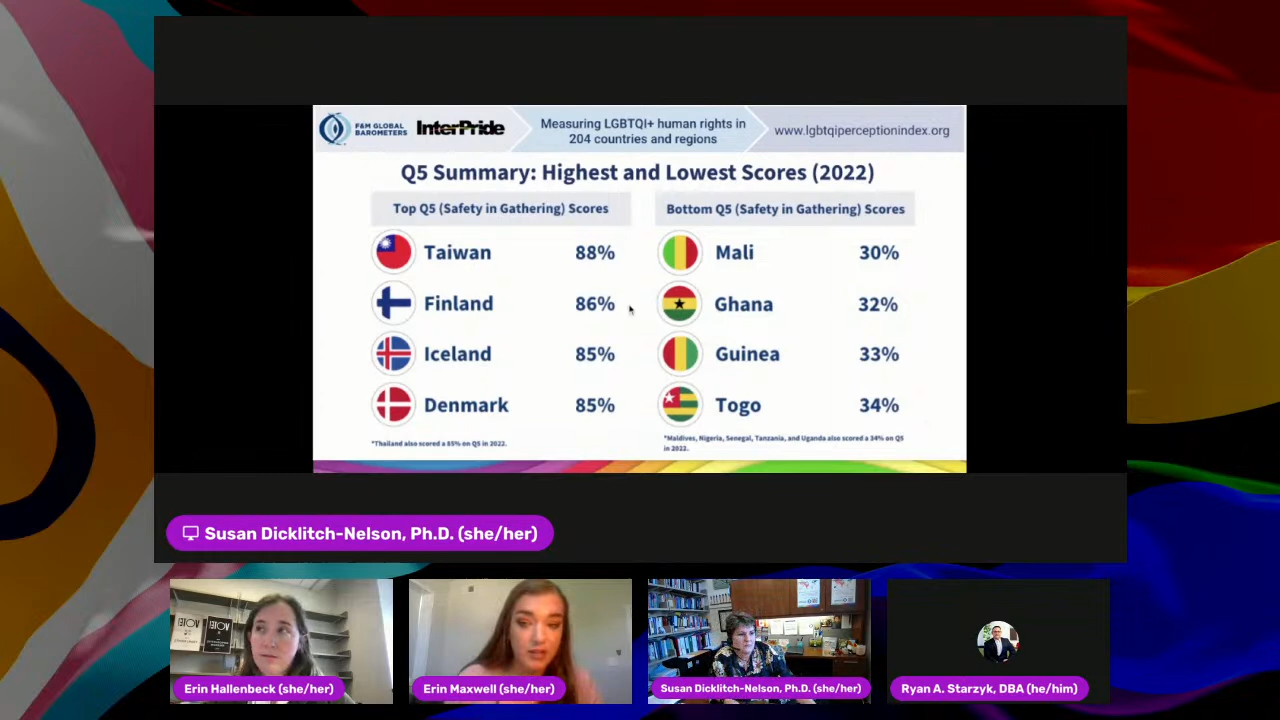 F&M GLOBAL
BAROMETERS
InterPride
Measuring LGBTQI+ human rights in
204 countries and regions
www.lgbtqiperceptionindex.org
Q5 Summary: Highest and Lowest Scores (2022)
Top Q5 (Safety in Gathering) Scores
Taiwan 88%
Finland 86%
Iceland 85%
Denmark 85%
*Thailand also scored a 85% on Q5 in 2022.
Bottom Q5 (Safety in Gathering) Scores
Mali 30%
Ghana 32%
Guinea 33%
Togo 34%
*Maldives, Nigeria, Senegal, Tanzania, and Uganda also scored a 34% on Q5
in 2022.
Susan Dicklitch-Nelson, Ph.D. (she/her)
Erin Hallenbeck (she/her)
Erin Maxwell (she/her)
Susan Dicklitch-Nelson, Ph.D. (she/her)
Ryan A. Starzyk, DBA (he/him)